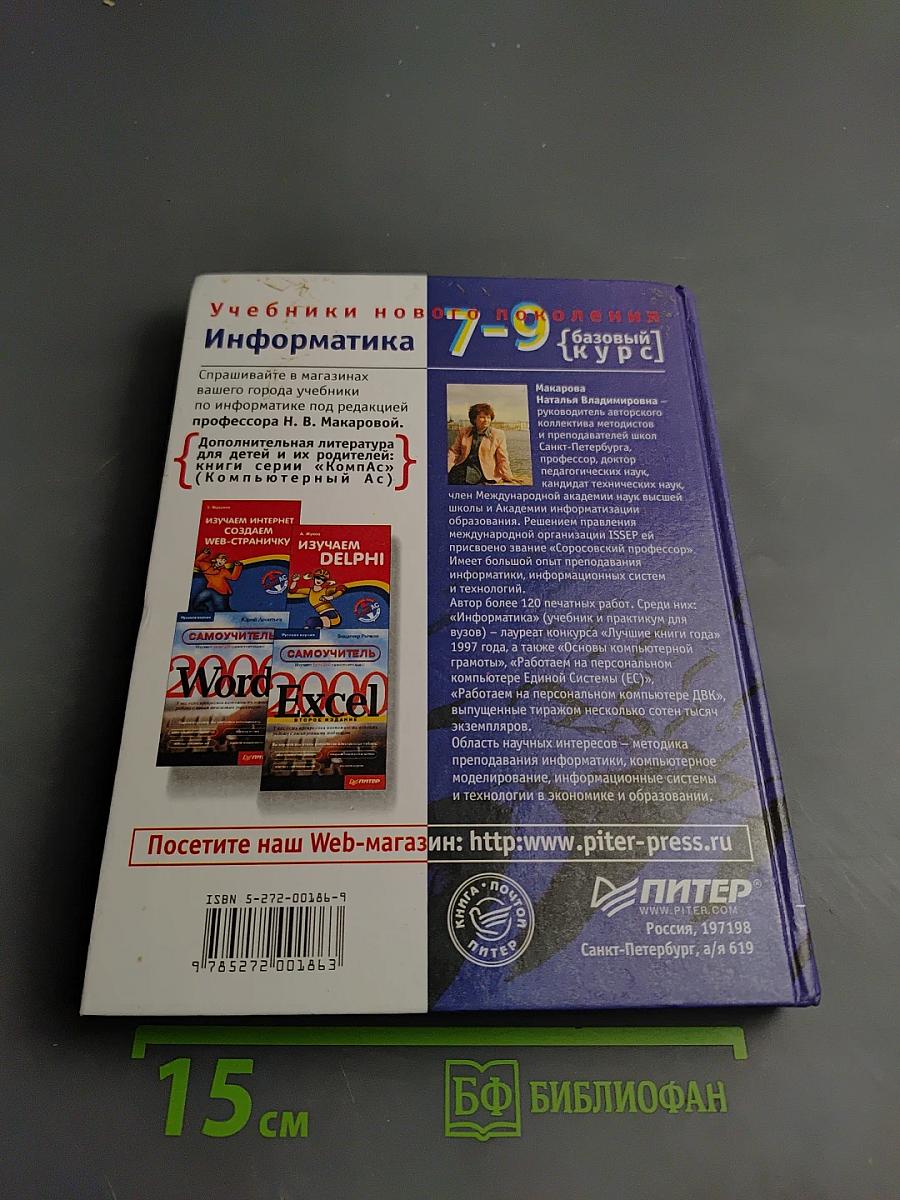 Учебники нового поколения
Информатика 7-9 {базовый курс}
Спрашивайте в магазинах
вашего города учебники
по информатике под редакцией
профессора Н. В. Макаровой.
{Дополнительная литература
для детей и их родителей:
книги серии «КомпАс»
(Компьютерный Ас)}
ИЗУЧАЕМ ИНТЕРНЕТ
СОЗДАЕМ
WEB-СТРАНИЧКУ
А. Жуков
ИЗУЧАЕМ
DELPHI
Русская версия
САМОУЧИТЕЛЬ
Word
Русская версия
САМОУЧИТЕЛЬ
2000
Excel
ВТОРОЕ ИЗДАНИЕ
ПИТЕР
Макарова
Наталья Владимировна –
руководитель авторского
коллектива методистов
и преподавателей школ
Санкт-Петербурга,
профессор, доктор
педагогических наук,
кандидат технических наук,
член Международной академии наук высшей
школы и Академии информатизации
образования. Решением правления
международной организации ISSEP ей
присвоено звание «Соросовский профессор».
Имеет большой опыт преподавания
информатики, информационных систем
и технологий.
Автор более 120 печатных работ. Среди них:
«Информатика» (учебник и практикум для
вузов) – лауреат конкурса «Лучшие книги года»
1997 года, а также «Основы компьютерной
грамоты», «Работаем на персональном
компьютере Единой Системы (ЕС)»,
«Работаем на персональном компьютере ДВК»,
выпущенные тиражом несколько сотен тысяч
экземпляров.
Область научных интересов – методика
преподавания информатики, компьютерное
моделирование, информационные системы
и технологии в экономике и образовании.
Посетите наш Web-магазин: http:www.piter-press.ru
ISBN 5-272-00186-9
9 785272 001863
КНИГА • ПОЧТОЙ
ПИТЕР
ПИТЕР®
WWW.PITER.COM
Россия, 197198
Санкт-Петербург, а/я 619
15 см
БФ БИБЛИОФАН